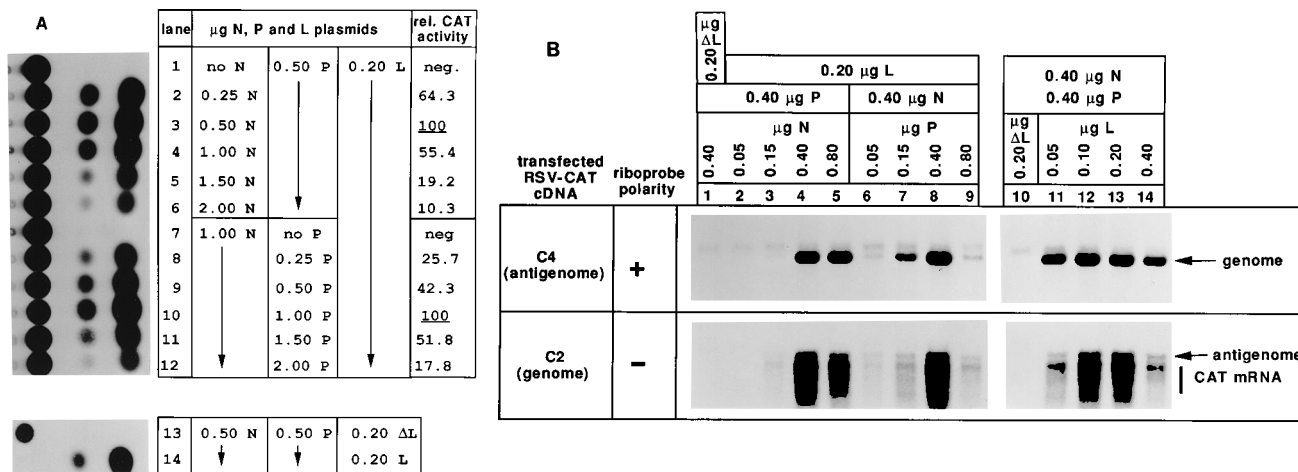 A
lane µg N, P and L plasmids rel. CAT activity
1 no N 0.50 P 0.20 L neg.
2 0.25 N 64.3
3 0.50 N 100
4 1.00 N 55.4
5 1.50 N 19.2
6 2.00 N 10.3
7 1.00 N no P neg
8 0.25 P 25.7
9 0.50 P 42.3
10 1.00 P 100
11 1.50 P 51.8
12 2.00 P 17.8
13 0.50 N 0.50 P 0.20 ΔL
14 0.20 L
B
µg ΔL 0.20
0.20 µg L
0.40 µg P 0.40 µg N
µg N µg P
0.40 0.05 0.15 0.40 0.80 0.05 0.15 0.40 0.80
0.40 µg N
0.40 µg P
µg ΔL µg L
0.20 0.05 0.10 0.20 0.40
transfected RSV-CAT cDNA
riboprobe polarity
1 2 3 4 5 6 7 8 9 10 11 12 13 14
C4 (antigenome) + genome
C2 (genome) − antigenome
CAT mRNA